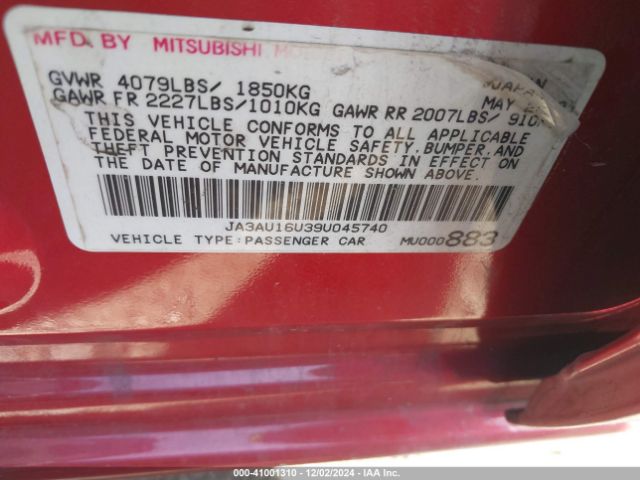 MFD BY MITSUBISHI
GVWR 4079LBS/ 1850KG
GAWR FR 2227LBS/1010KG GAWR RR 2007LBS/ 910
MAY
THIS VEHICLE CONFORMS TO ALL APPLICABLE
FEDERAL MOTOR VEHICLE SAFETY, BUMPER, AND
THEFT PREVENTION STANDARDS IN EFFECT ON
THE DATE OF MANUFACTURE SHOWN ABOVE.
JA3AU16U39U045740
VEHICLE TYPE: PASSENGER CAR MU000883
000-41001310 - 12/02/2024 - IAA Inc.